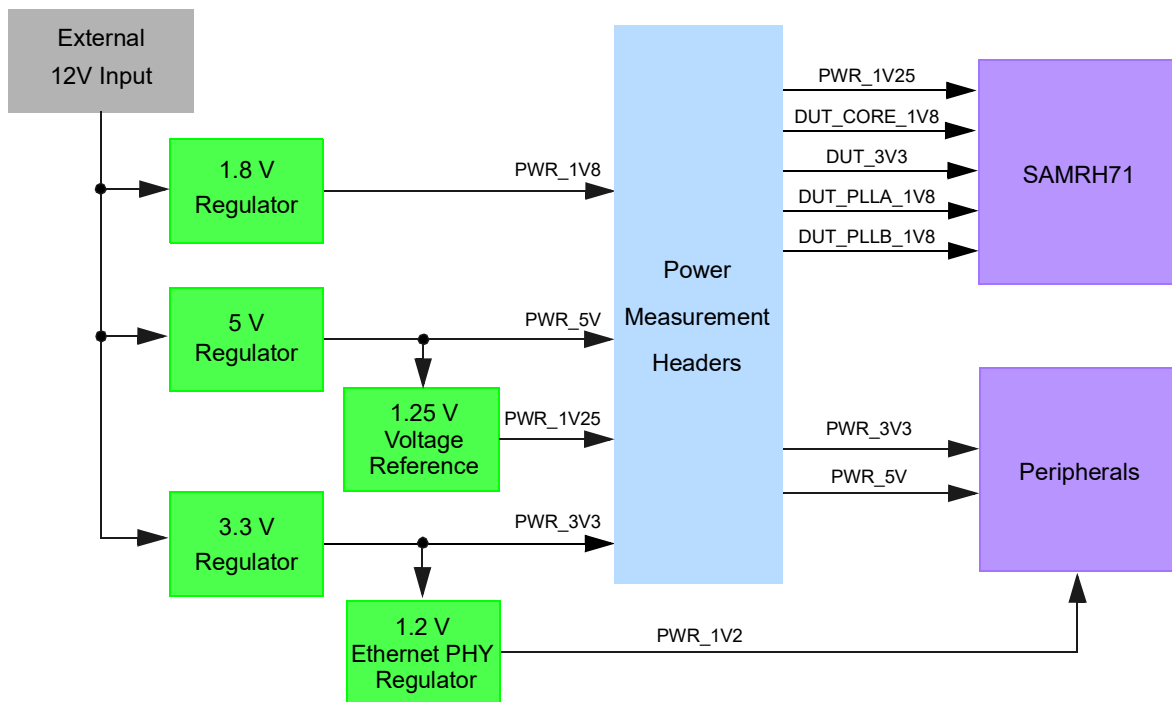 External
12V Input
1.8 V
Regulator
PWR_1V8
5 V
Regulator
PWR_5V
1.25 V
Voltage
Reference
PWR_1V25
3.3 V
Regulator
PWR_3V3
1.2 V
Ethernet PHY
Regulator
PWR_1V2
Power
Measurement
Headers
PWR_1V25
DUT_CORE_1V8
DUT_3V3
DUT_PLLA_1V8
DUT_PLLB_1V8
SAMRH71
PWR_3V3
PWR_5V
Peripherals